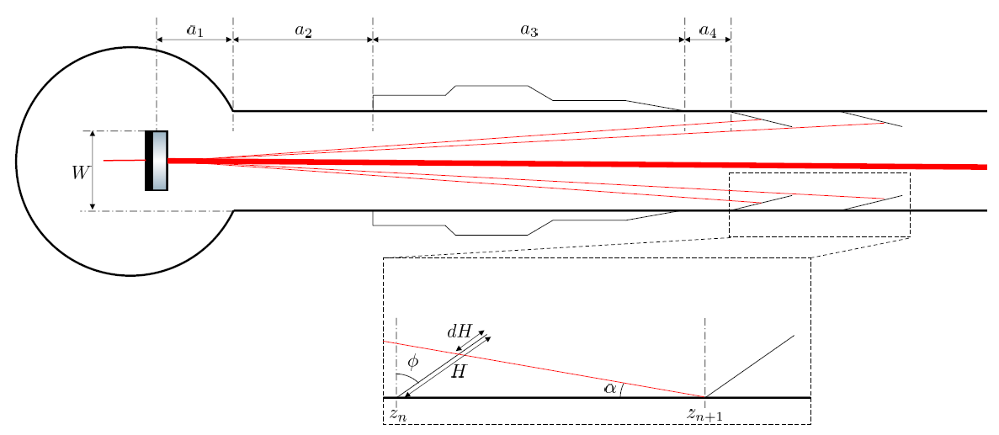 a₁ a₂ a₃ a₄
W
dH
ϕ
H
α
zₙ zₙ₊₁